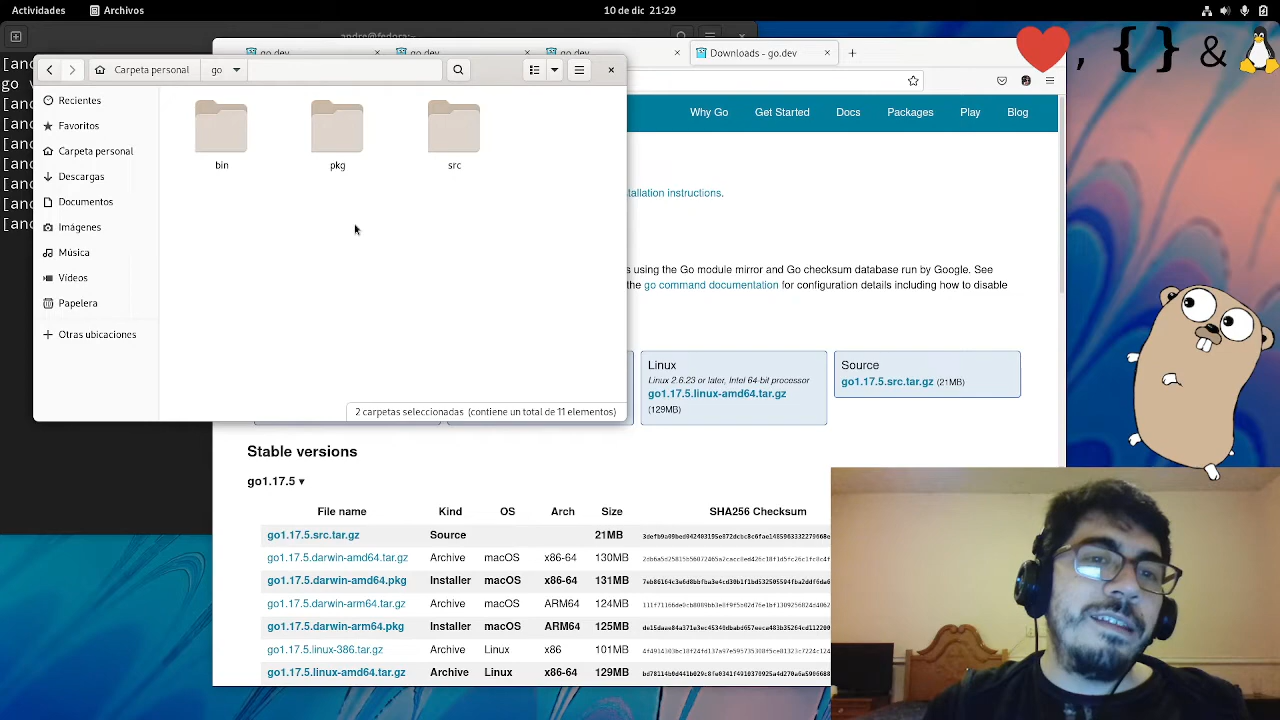 Actividades
Archivos
10 de dic 21:29
andre@fedora:~
go.dev
go.dev
go.dev
Downloads - go.dev
Carpeta personal
go
Recientes
Favoritos
Carpeta personal
Descargas
Documentos
Imágenes
Música
Vídeos
Papelera
Otras ubicaciones
bin
pkg
src
2 carpetas seleccionadas (contiene un total de 11 elementos)
, { } &
[and
go
[and
[and
[and
[and
[and
Why Go
Get Started
Docs
Packages
Play
Blog
tallation instructions.
s using the Go module mirror and Go checksum database run by Google. See
the go command documentation for configuration details including how to disable
Linux
Linux 2.6.23 or later, Intel 64-bit processor
go1.17.5.linux-amd64.tar.gz
(129MB)
Source
go1.17.5.src.tar.gz (21MB)
Stable versions
go1.17.5 ▾
File name Kind OS Arch Size SHA256 Checksum
go1.17.5.src.tar.gz Source 21MB
go1.17.5.darwin-amd64.tar.gz Archive macOS x86-64 130MB
go1.17.5.darwin-amd64.pkg Installer macOS x86-64 131MB
go1.17.5.darwin-arm64.tar.gz Archive macOS ARM64 124MB
go1.17.5.darwin-arm64.pkg Installer macOS ARM64 125MB
go1.17.5.linux-386.tar.gz Archive Linux x86 101MB
go1.17.5.linux-amd64.tar.gz Archive Linux x86-64 129MB